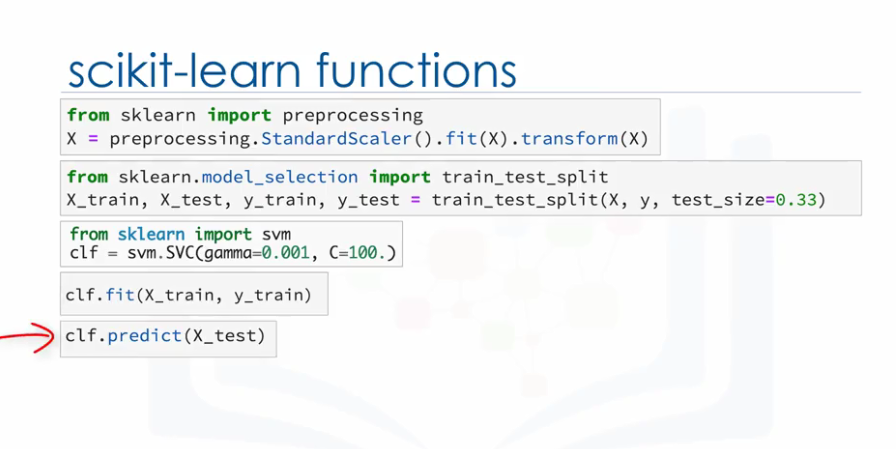 scikit-learn functions
from sklearn import preprocessing
X = preprocessing.StandardScaler().fit(X).transform(X)
from sklearn.model_selection import train_test_split
X_train, X_test, y_train, y_test = train_test_split(X, y, test_size=0.33)
from sklearn import svm
clf = svm.SVC(gamma=0.001, C=100.)
clf.fit(X_train, y_train)
clf.predict(X_test)